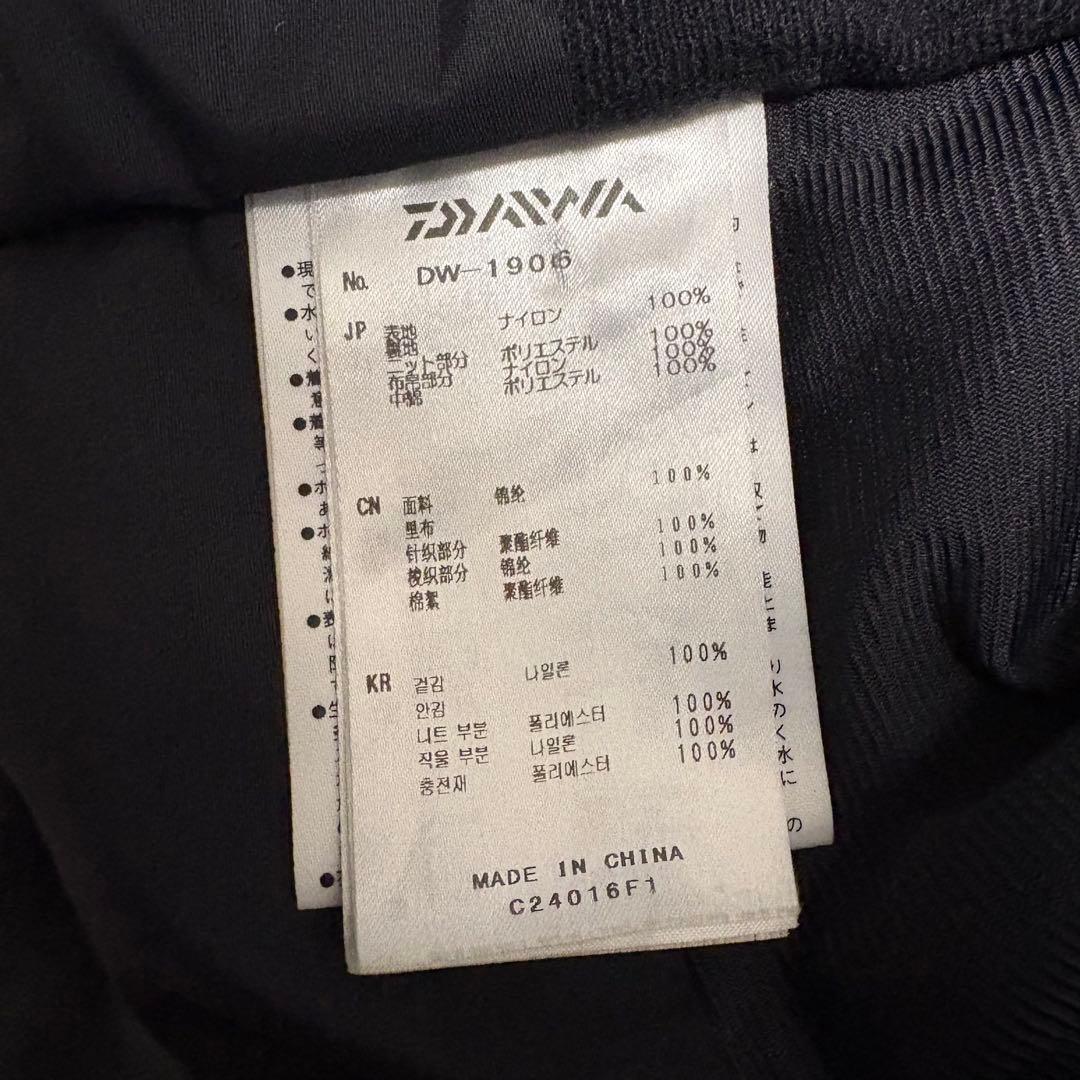 DAIWA
No. DW-1906
JP 表地 ナイロン 100%
裏地
ニット部分 ポリエステル 100%
布帛部分 ナイロン 100%
中綿 ポリエステル 100%
CN 面料 锦纶 100%
里布
针织部分 聚酯纤维 100%
梭织部分 锦纶 100%
棉絮 聚酯纤维 100%
KR 겉감 나일론 100%
안감
니트 부분 폴리에스터 100%
직물 부분 나일론 100%
충전재 폴리에스터 100%
MADE IN CHINA
C24016F1